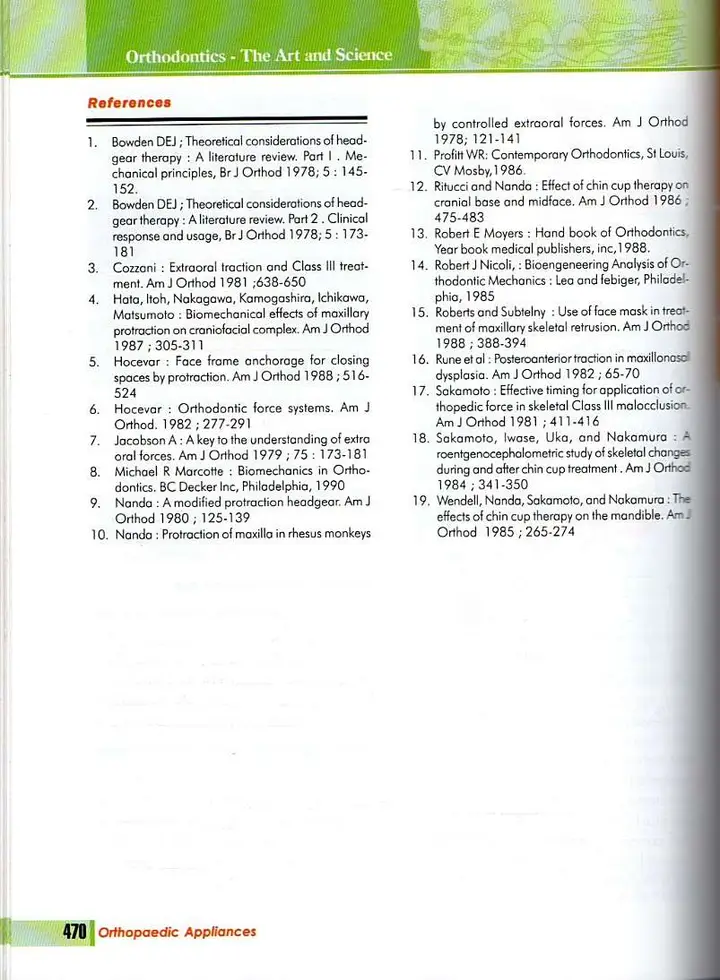 Orthodontics - The Art and Science
References
1. Bowden DEJ ; Theoretical considerations of head-
gear therapy : A literature review. Part I . Me-
chanical principles, Br J Orthod 1978; 5 : 145-
152.
2. Bowden DEJ ; Theoretical considerations of head-
gear therapy : A literature review. Part 2 . Clinical
response and usage, Br J Orthod 1978; 5 : 173-
181
3. Cozzani : Extraoral traction and Class III treat-
ment. Am J Orthod 1981 ;638-650
4. Hata, Itoh, Nakagawa, Kamogashira, Ichikawa,
Matsumoto : Biomechanical effects of maxillary
protraction on craniofacial complex. Am J Orthod
1987 ; 305-311
5. Hocevar : Face frame anchorage for closing
spaces by protraction. Am J Orthod 1988 ; 516-
524
6. Hocevar : Orthodontic force systems. Am J
Orthod. 1982 ; 277-291
7. Jacobson A : A key to the understanding of extra
oral forces. Am J Orthod 1979 ; 75 : 173-181
8. Michael R Marcotte : Biomechanics in Ortho-
dontics. BC Decker Inc, Philadelphia, 1990
9. Nanda : A modified protraction headgear. Am J
Orthod 1980 ; 125-139
10. Nanda : Protraction of maxilla in rhesus monkeys
by controlled extraoral forces. Am J Orthod
1978; 121-141
11. Profitt WR: Contemporary Orthodontics, St Louis,
CV Mosby,1986.
12. Ritucci and Nanda : Effect of chin cup therapy on
cranial base and midface. Am J Orthod 1986 ;
475-483
13. Robert E Moyers : Hand book of Orthodontics,
Year book medical publishers, inc,1988.
14. Robert J Nicoli, : Bioengeneering Analysis of Or-
thodontic Mechanics : Lea and febiger, Philadel-
phia, 1985
15. Roberts and Subtelny : Use of face mask in treat-
ment of maxillary skeletal retrusion. Am J Orthod
1988 ; 388-394
16. Rune et al : Posteroanterior traction in maxillonasal
dysplasia. Am J Orthod 1982 ; 65-70
17. Sakamoto : Effective timing for application of or-
thopedic force in skeletal Class III malocclusion.
Am J Orthod 1981 ; 411-416
18. Sakamoto, Iwase, Uka, and Nakamura : A
roentgenocephalometric study of skeletal changes
during and after chin cup treatment . Am J Orthod
1984 ; 341-350
19. Wendell, Nanda, Sakamoto, and Nakamura : The
effects of chin cup therapy on the mandible. Am J
Orthod 1985 ; 265-274
470 Orthopaedic Appliances